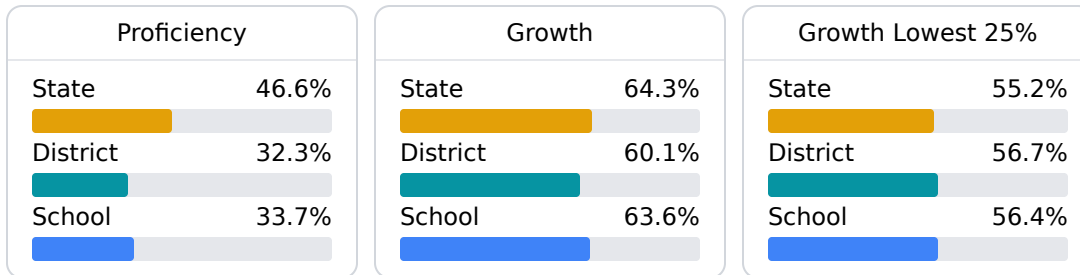 Proficiency
State 46.6%
District 32.3%
School 33.7%
Growth
State 64.3%
District 60.1%
School 63.6%
Growth Lowest 25%
State 55.2%
District 56.7%
School 56.4%